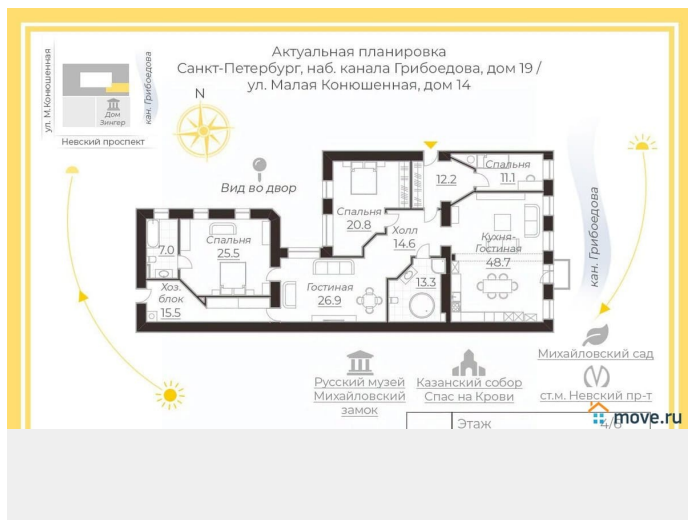 Актуальная планировка
Санкт-Петербург, наб. канала Грибоедова, дом 19 /
ул. Малая Конюшенная, дом 14
ул. М.Конюшенная
кан. Грибоедова
Дом
Зингер
Невский проспект
N
Вид во двор
Спальня
11.1
12.2
Спальня
20.8
Холл
14.6
Кухня-
Гостиная
48.7
кан. Грибоедова
7.0
Спальня
25.5
Хоз.
блок
15.5
Гостиная
26.9
13.3
Михайловский сад
Русский музей
Михайловский
замок
Казанский собор
Спас на Крови
ст.м. Невский пр-т
Этаж
move.ru